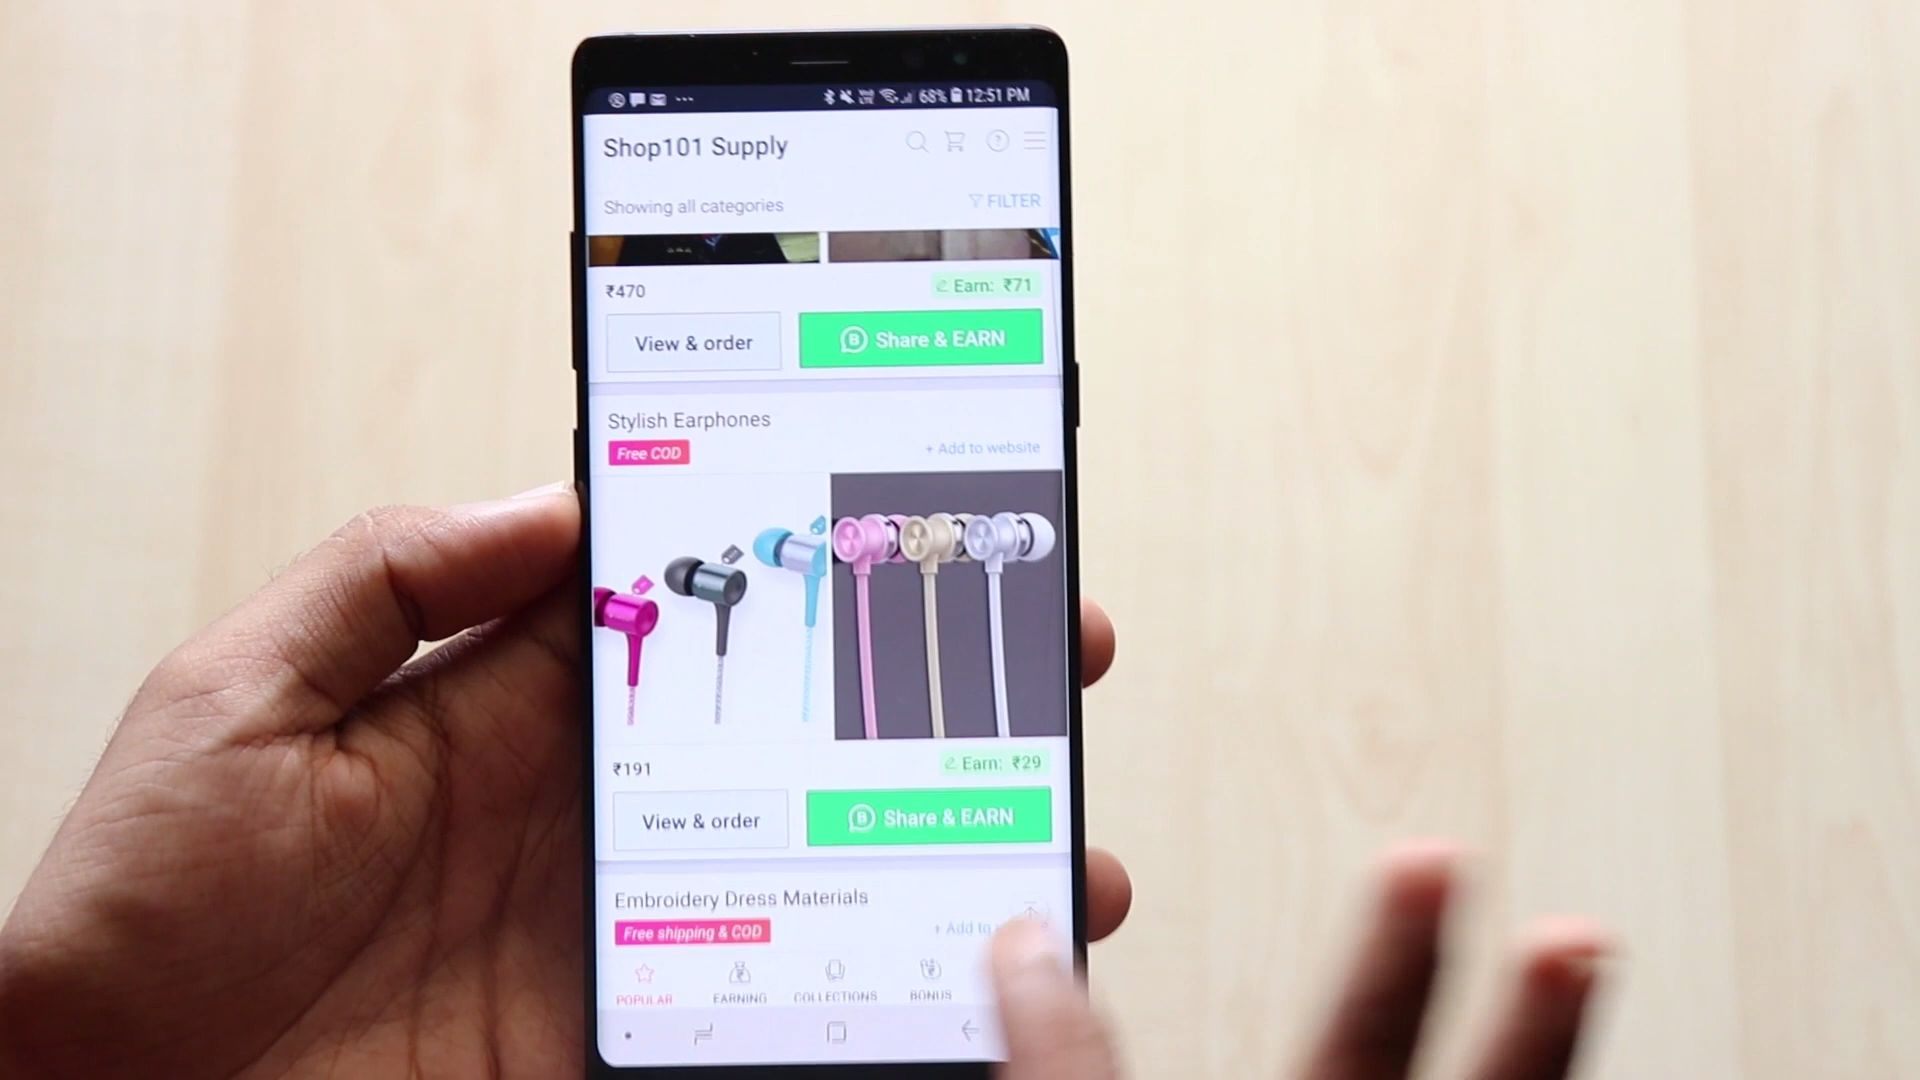 68% 12:51 PM
Shop101 Supply
Showing all categories
FILTER
₹470
Earn: ₹71
View & order
Share & EARN
Stylish Earphones
Free COD
+ Add to website
₹191
Earn: ₹29
View & order
Share & EARN
Embroidery Dress Materials
Free shipping & COD
+ Add to
POPULAR
EARNING
COLLECTIONS
BONUS